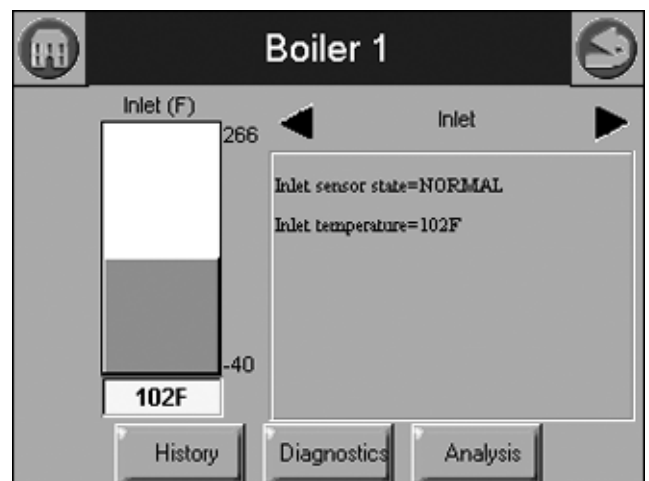 Boiler 1
Inlet (F)
266
-40
102F
Inlet
Inlet sensor state=NORMAL
Inlet temperature=102F
History
Diagnostics
Analysis